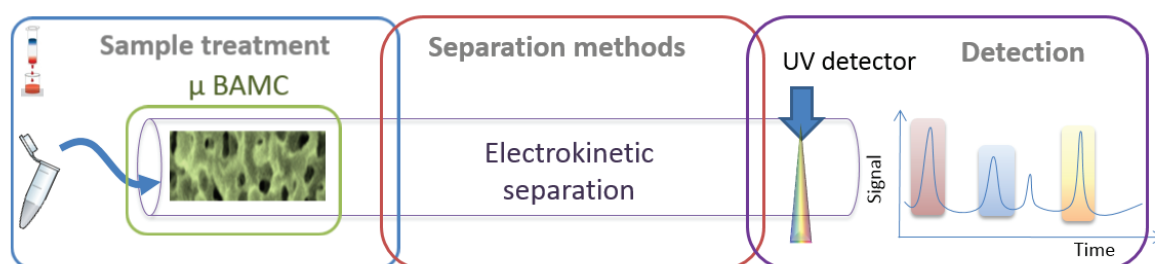 Sample treatment
μ BAMC
Separation methods
Electrokinetic
separation
UV detector
Detection
Signal
Time